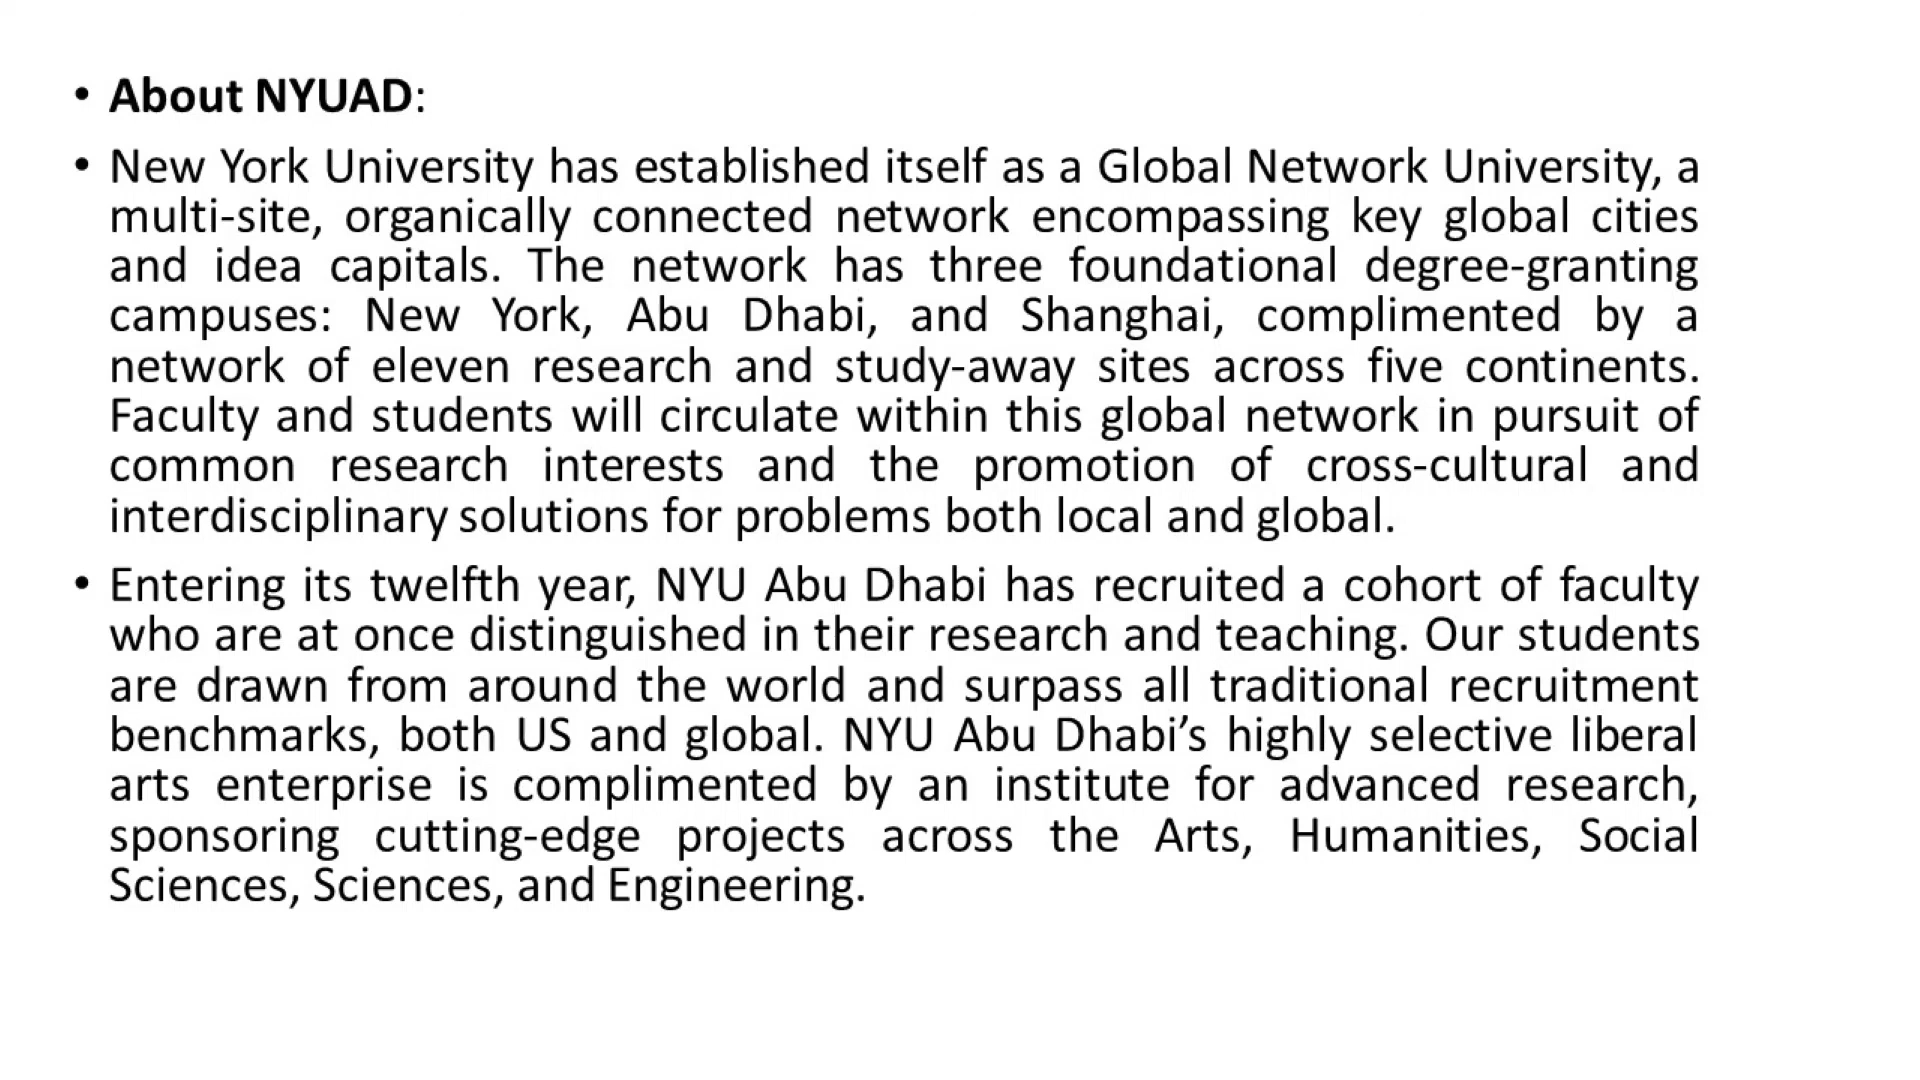 • About NYUAD:
• New York University has established itself as a Global Network University, a
multi-site, organically connected network encompassing key global cities
and idea capitals. The network has three foundational degree-granting
campuses: New York, Abu Dhabi, and Shanghai, complimented by a
network of eleven research and study-away sites across five continents.
Faculty and students will circulate within this global network in pursuit of
common research interests and the promotion of cross-cultural and
interdisciplinary solutions for problems both local and global.
• Entering its twelfth year, NYU Abu Dhabi has recruited a cohort of faculty
who are at once distinguished in their research and teaching. Our students
are drawn from around the world and surpass all traditional recruitment
benchmarks, both US and global. NYU Abu Dhabi’s highly selective liberal
arts enterprise is complimented by an institute for advanced research,
sponsoring cutting-edge projects across the Arts, Humanities, Social
Sciences, Sciences, and Engineering.